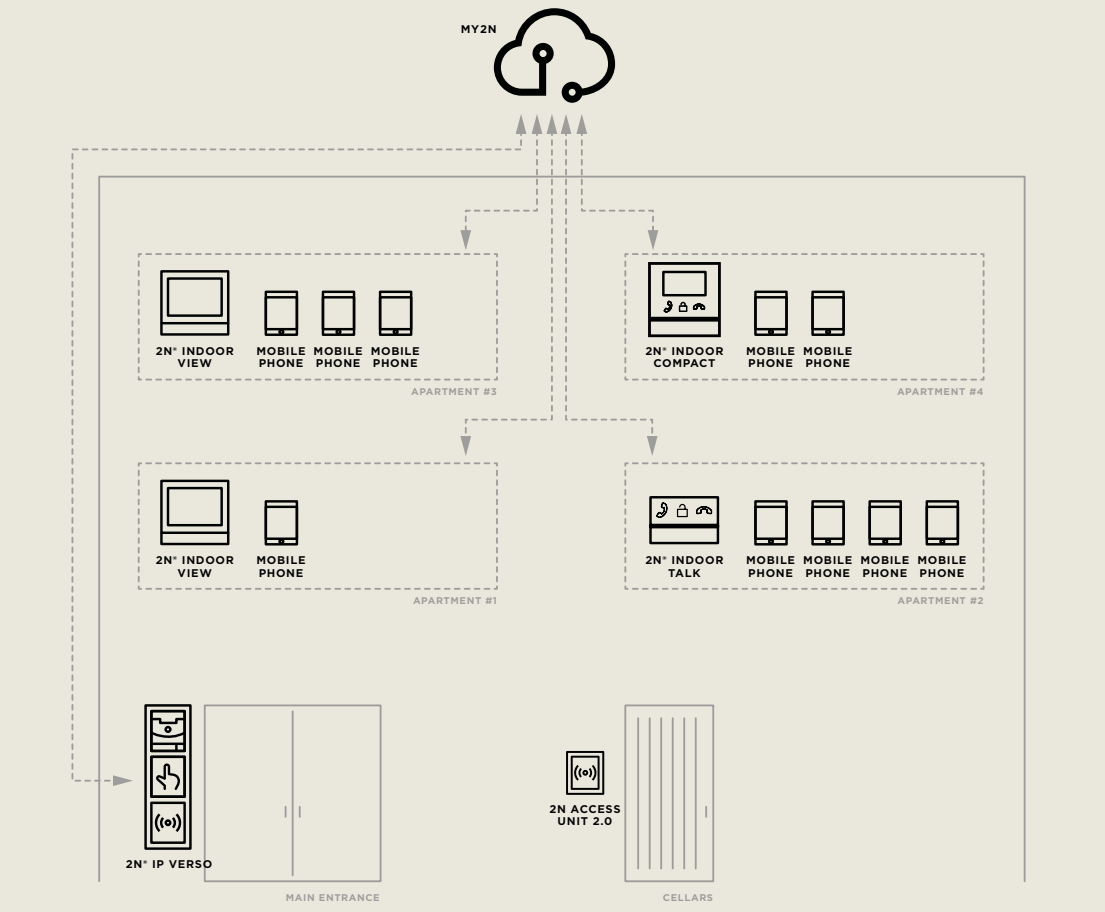 MY2N
2N® INDOOR
VIEW
MOBILE
PHONE
MOBILE
PHONE
MOBILE
PHONE
APARTMENT #3
2N® INDOOR
COMPACT
MOBILE
PHONE
MOBILE
PHONE
APARTMENT #4
2N® INDOOR
VIEW
MOBILE
PHONE
APARTMENT #1
2N® INDOOR
TALK
MOBILE
PHONE
MOBILE
PHONE
MOBILE
PHONE
MOBILE
PHONE
APARTMENT #2
2N® IP VERSO
MAIN ENTRANCE
2N ACCESS
UNIT 2.0
CELLARS